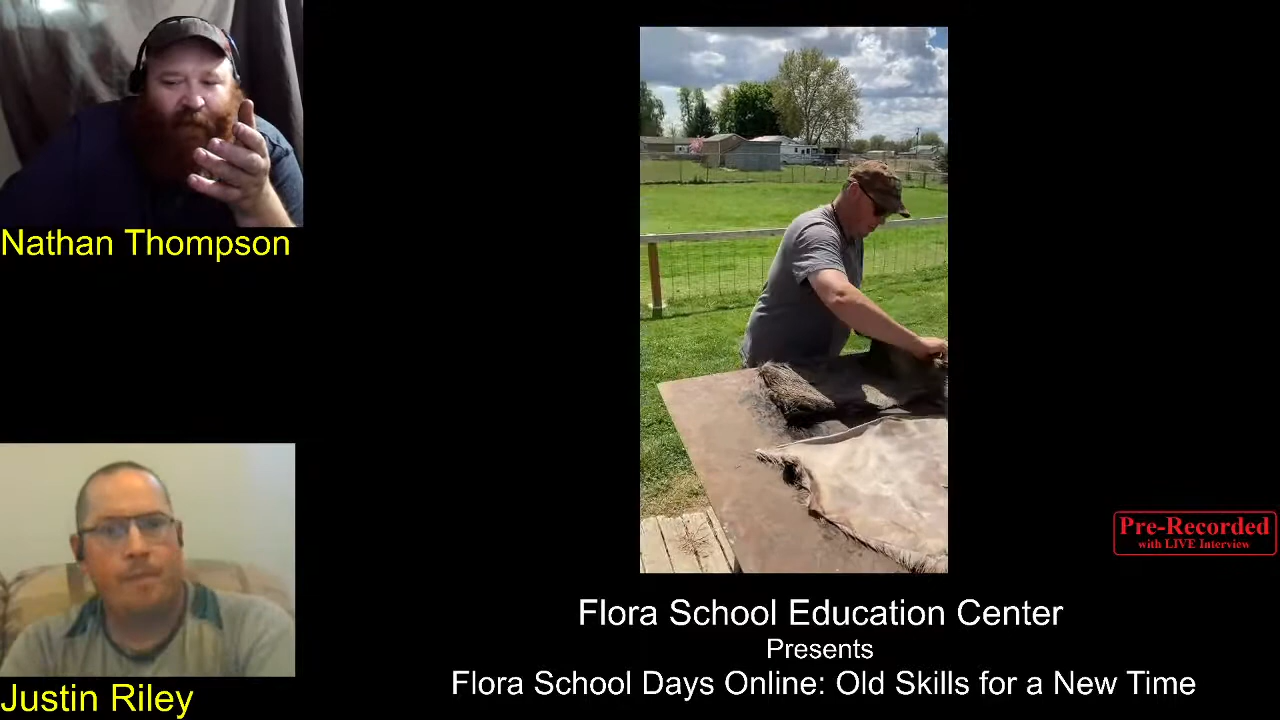 Nathan Thompson
Justin Riley
Pre-Recorded
with LIVE Interview
Flora School Education Center
Presents
Flora School Days Online: Old Skills for a New Time